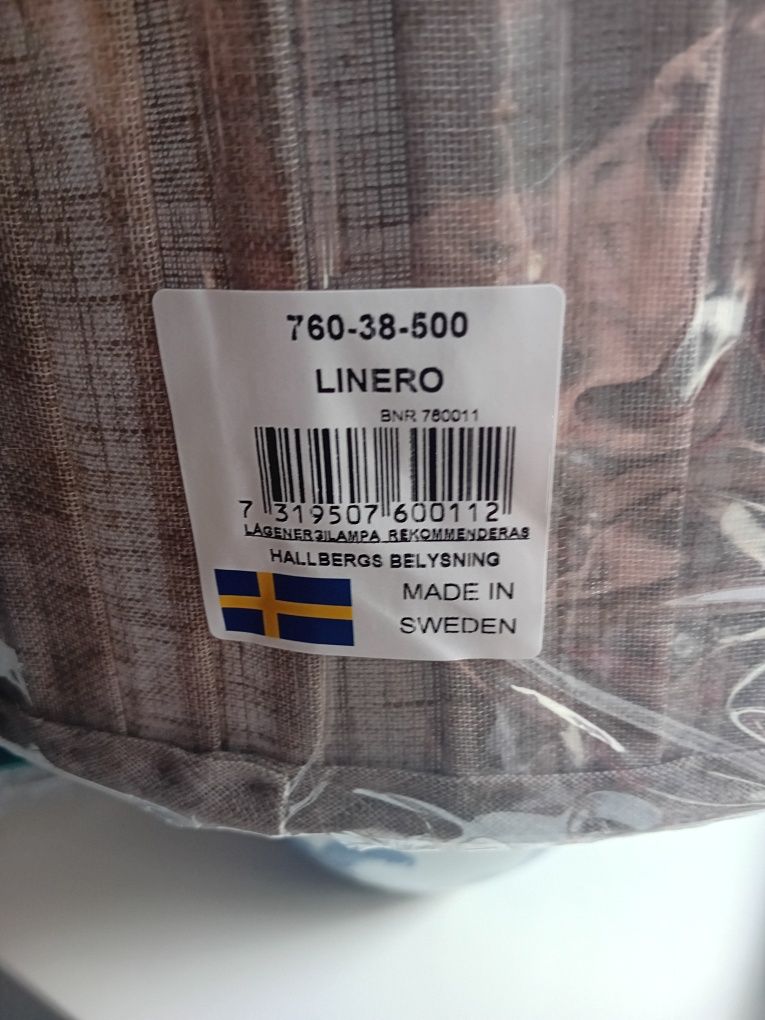 760-38-500
LINERO
BNR 760011
7 319507 600112
LÅGENERGILAMPA REKOMMENDERAS
HALLBERGS BELYSNING
MADE IN
SWEDEN